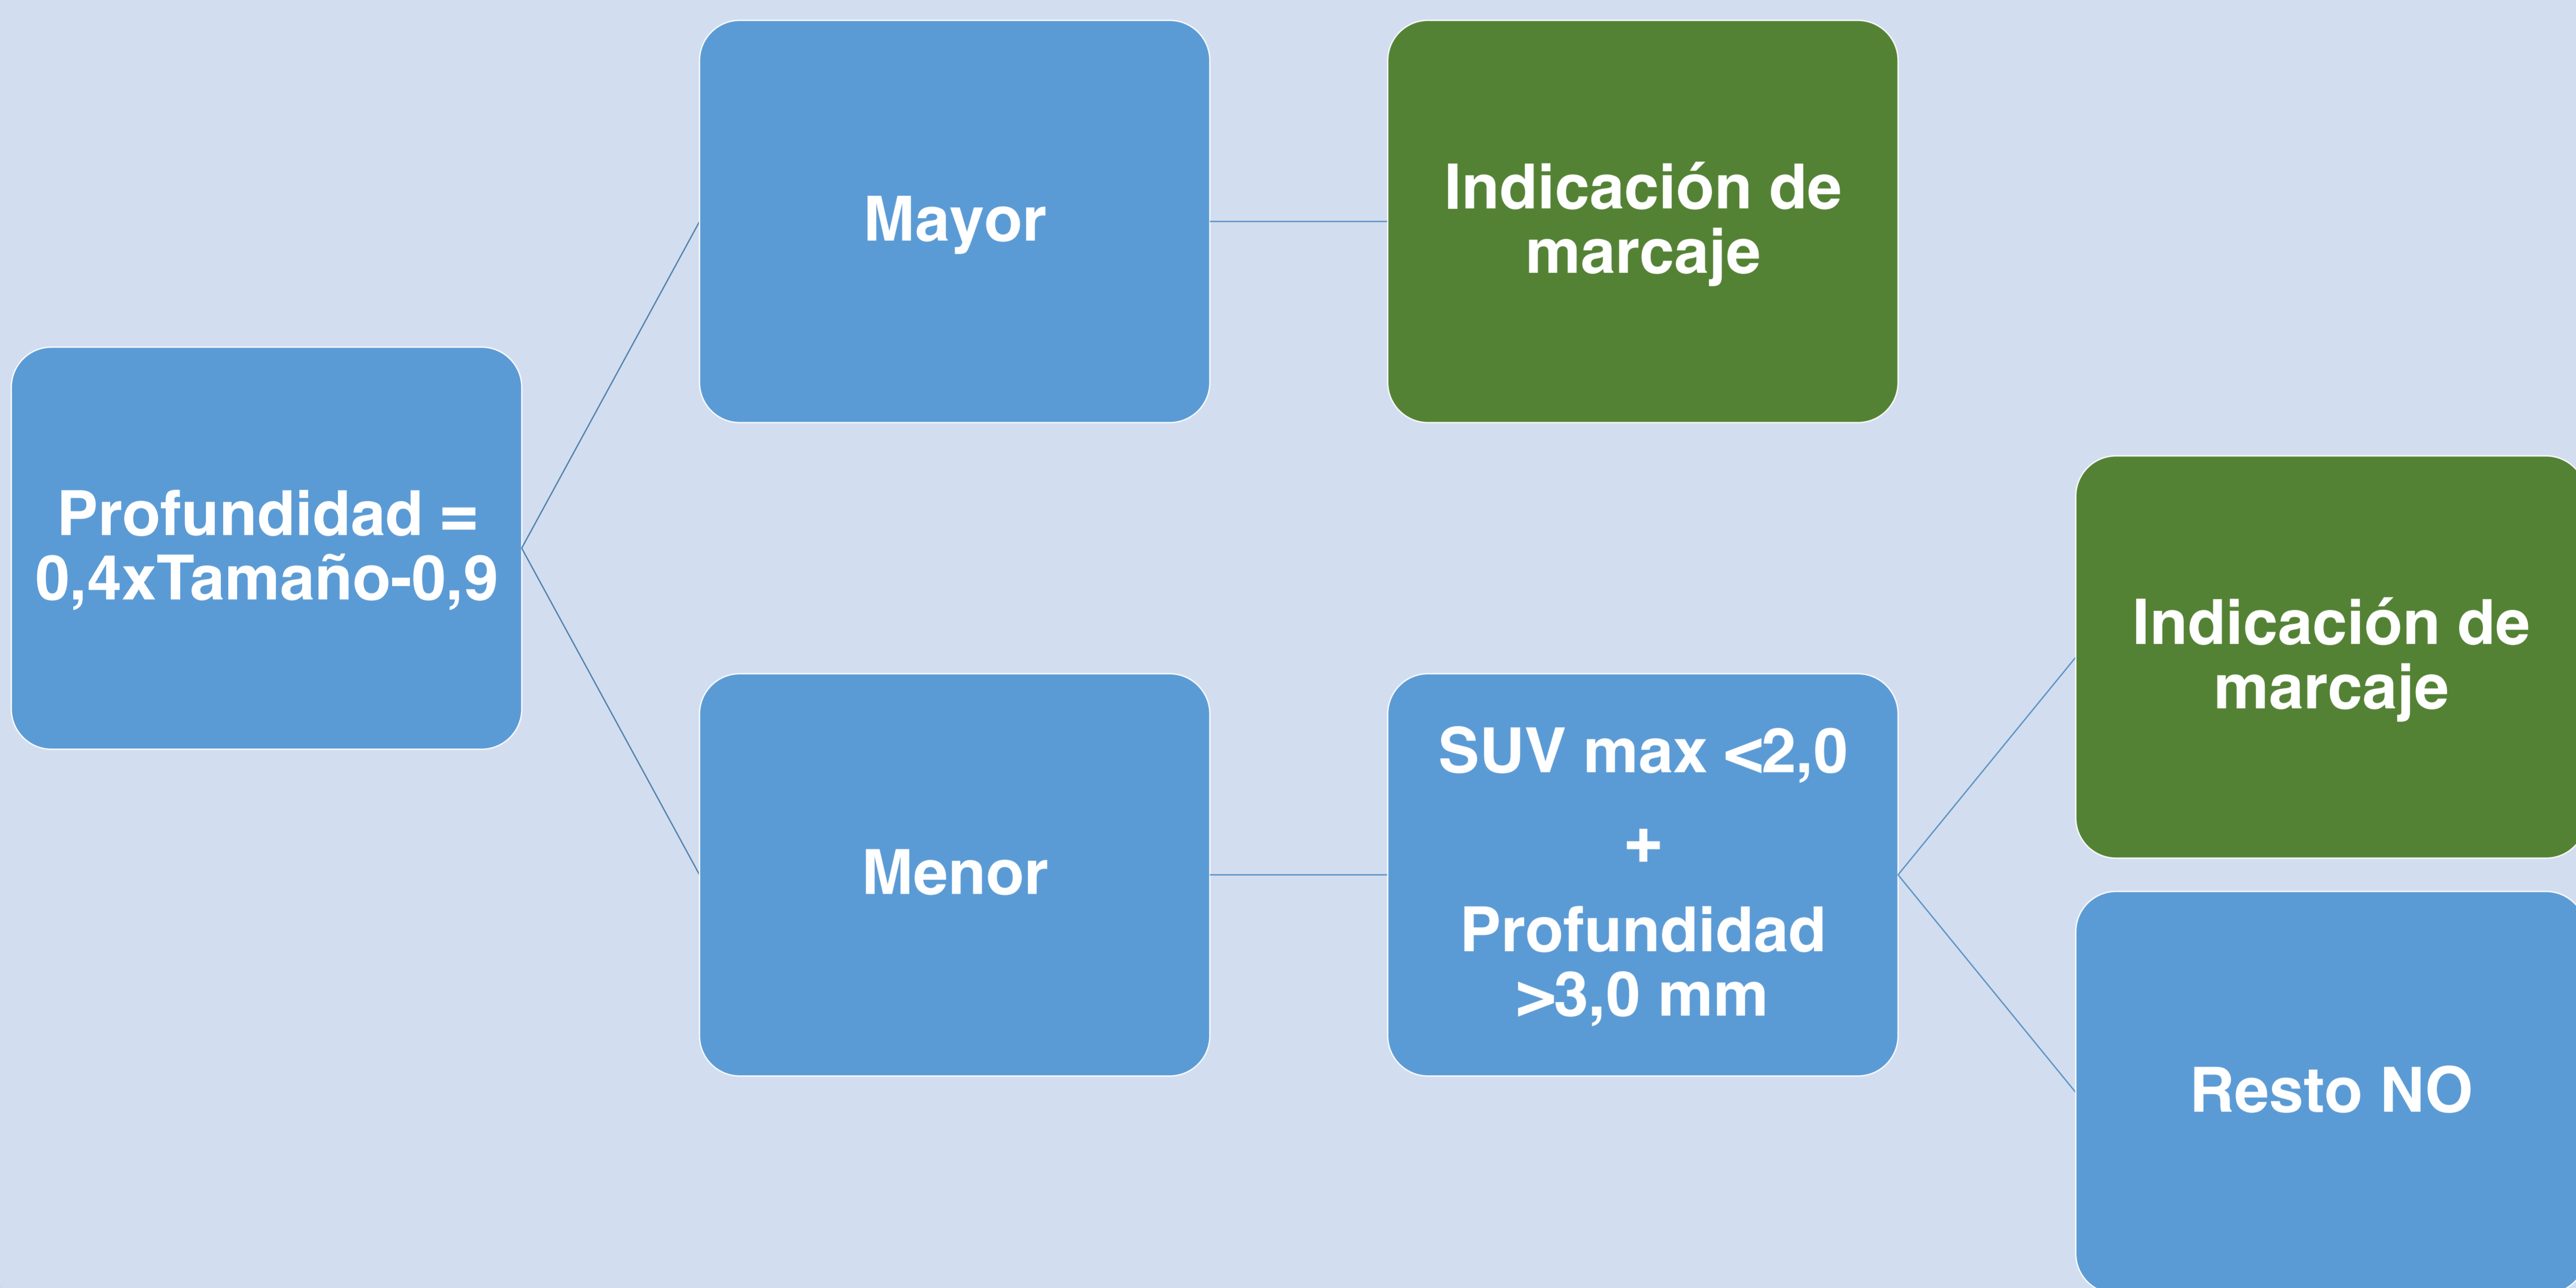 Profundidad =
0,4xTamaño-0,9
Mayor
Indicación de
marcaje
Menor
SUV max <2,0
+
Profundidad
>3,0 mm
Indicación de
marcaje
Resto NO